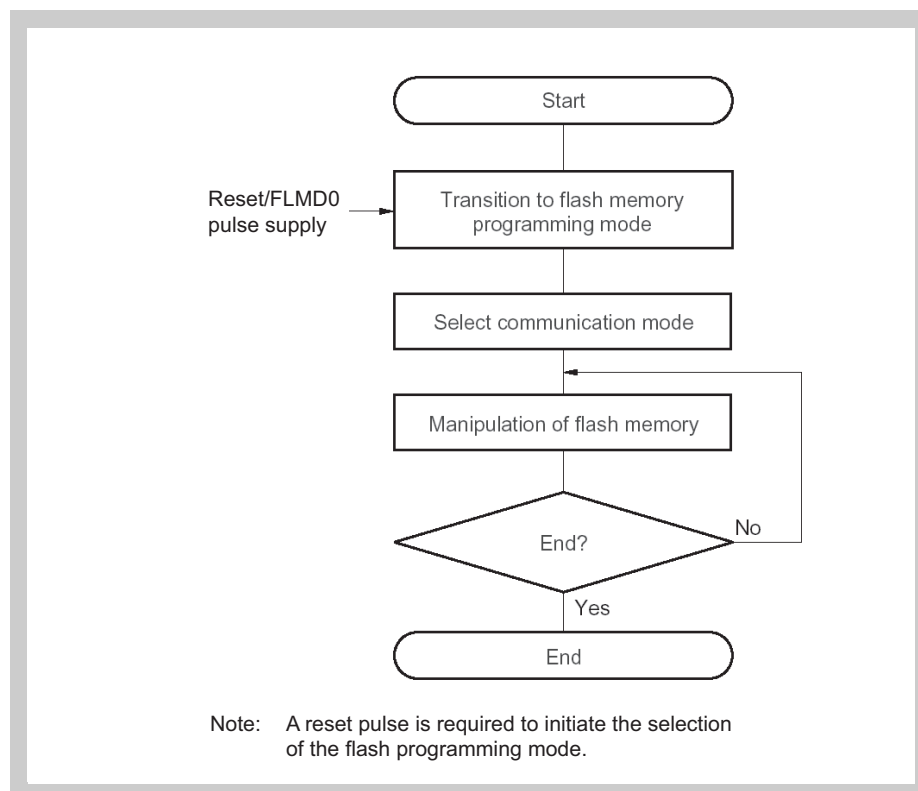 Start
Reset/FLMD0
pulse supply
Transition to flash memory
programming mode
Select communication mode
Manipulation of flash memory
End?
No
Yes
End
Note: A reset pulse is required to initiate the selection
of the flash programming mode.